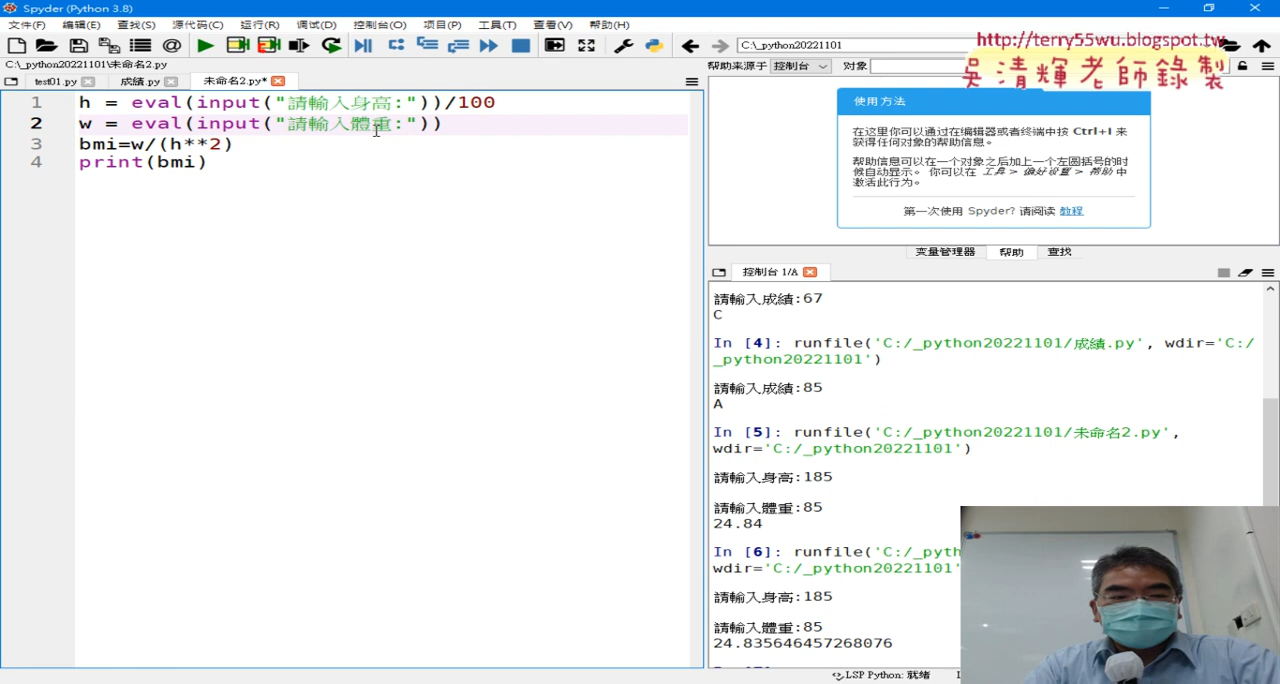 Spyder (Python 3.8)
文件(F) 编辑(E) 查找(S) 源代码(C) 运行(R) 调试(D) 控制台(O) 项目(P) 工具(T) 查看(V) 帮助(H)
C:\_python20221101
http://terry55wu.blogspot.tw
吳清輝老師錄製
C:\_python20221101\未命名2.py
test01.py 成績.py 未命名2.py*
帮助来源于 控制台 对象
1 h = eval(input("請輸入身高:"))/100
2 w = eval(input("請輸入體重:"))
3 bmi=w/(h**2)
4 print(bmi)
使用方法
在这里你可以通过在编辑器或者终端中按 Ctrl+I 来
获得任何对象的帮助信息。
帮助信息可以在一个对象之后加上一个左圆括号的时
候自动显示。 你可以在 工具 > 偏好设置 > 帮助 中
激活此行为。
第一次使用 Spyder? 请阅读 教程
变量管理器 帮助 查找
控制台 1/A
請輸入成績:67
C
In [4]: runfile('C:/_python20221101/成績.py', wdir='C:/
_python20221101')
請輸入成績:85
A
In [5]: runfile('C:/_python20221101/未命名2.py',
wdir='C:/_python20221101')
請輸入身高:185
請輸入體重:85
24.84
In [6]: runfile('C:/_pyth
wdir='C:/_python20221101'
請輸入身高:185
請輸入體重:85
24.835646457268076
LSP Python: 就绪